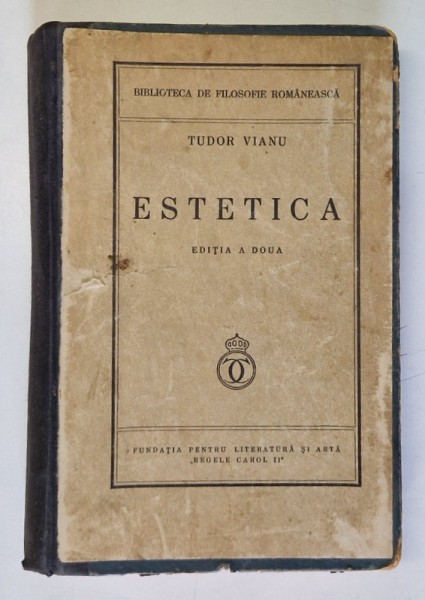 BIBLIOTECA DE FILOSOFIE ROMÂNEASCĂ
TUDOR VIANU
ESTETICA
EDIȚIA A DOUA
FUNDAȚIA PENTRU LITERATURĂ ȘI ARTĂ
„REGELE CAROL II"